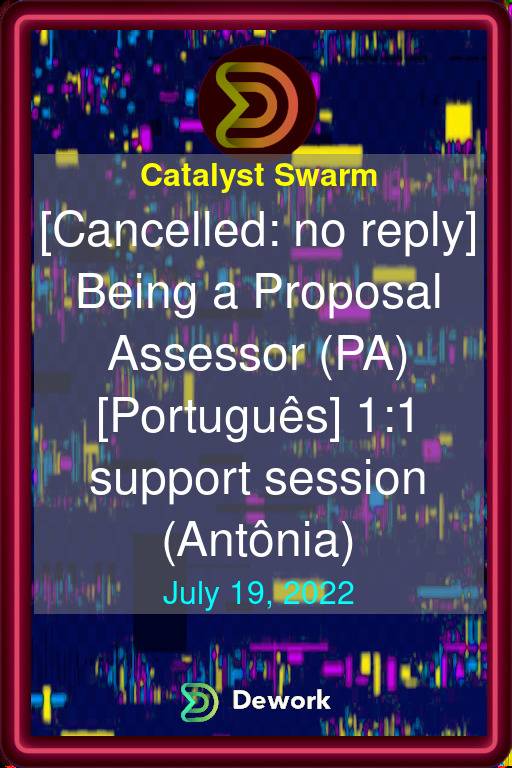 Catalyst Swarm
[Cancelled: no reply]
Being a Proposal
Assessor (PA)
[Português] 1:1
support session
(Antônia)
July 19, 2022
Dework